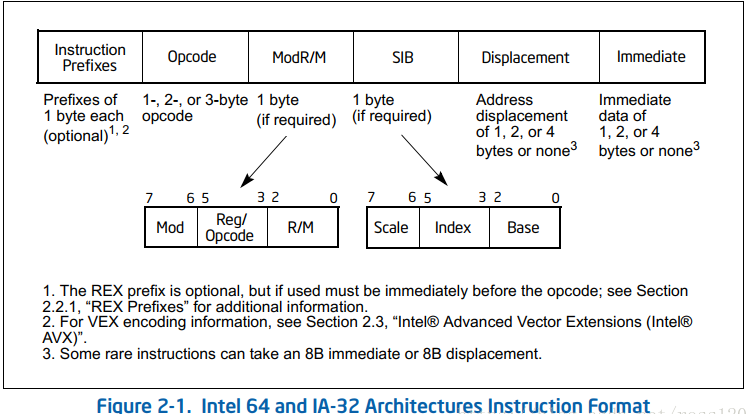 Instruction Prefixes
Opcode
ModR/M
SIB
Displacement
Immediate
Prefixes of
1 byte each
(optional)1, 2
1-, 2-, or 3-byte
opcode
1 byte
(if required)
1 byte
(if required)
Address
displacement
of 1, 2, or 4
bytes or none3
Immediate
data of
1, 2, or 4
bytes or none3
7 6 5 3 2 0
Mod
Reg/
Opcode
R/M
7 6 5 3 2 0
Scale
Index
Base
1. The REX prefix is optional, but if used must be immediately before the opcode; see Section
2.2.1, “REX Prefixes” for additional information.
2. For VEX encoding information, see Section 2.3, “Intel® Advanced Vector Extensions (Intel®
AVX)”.
3. Some rare instructions can take an 8B immediate or 8B displacement.
Figure 2-1. Intel 64 and IA-32 Architectures Instruction Format